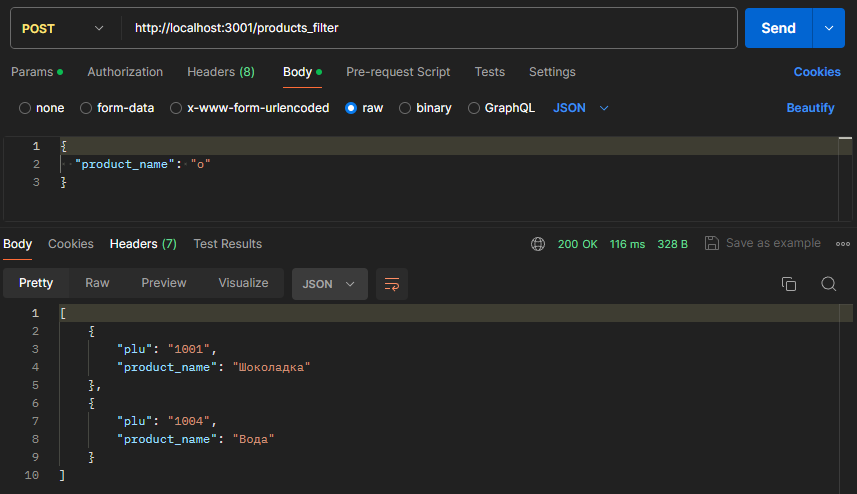 POST http://localhost:3001/products_filter Send
Params Authorization Headers (8) Body Pre-request Script Tests Settings Cookies
none form-data x-www-form-urlencoded raw binary GraphQL JSON Beautify
1 {
2 "product_name": "о"
3 }
Body Cookies Headers (7) Test Results 200 OK 116 ms 328 B Save as example
Pretty Raw Preview Visualize JSON
1 [
2 {
3 "plu": "1001",
4 "product_name": "Шоколадка"
5 },
6 {
7 "plu": "1004",
8 "product_name": "Вода"
9 }
10 ]